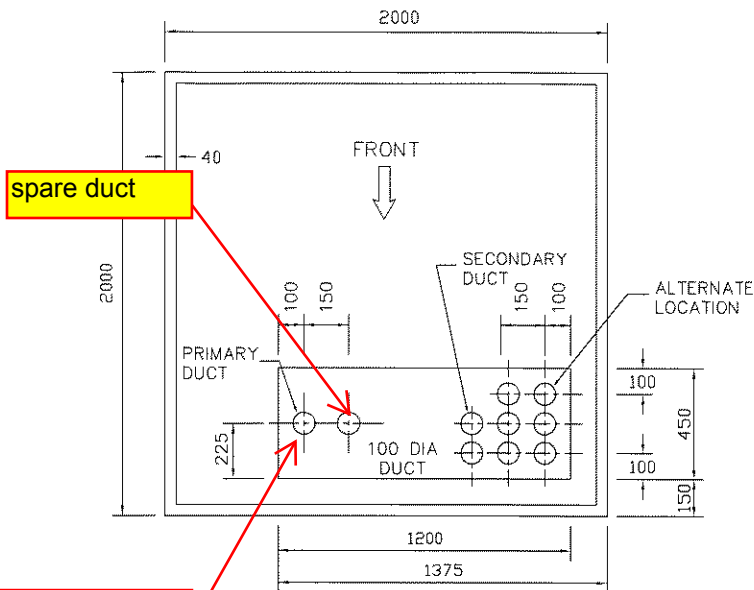 2000
40
FRONT
spare duct
2000
SECONDARY
DUCT
100
150
150
100
ALTERNATE
LOCATION
PRIMARY
DUCT
100
450
225
100 DIA
DUCT
100
150
1200
1375